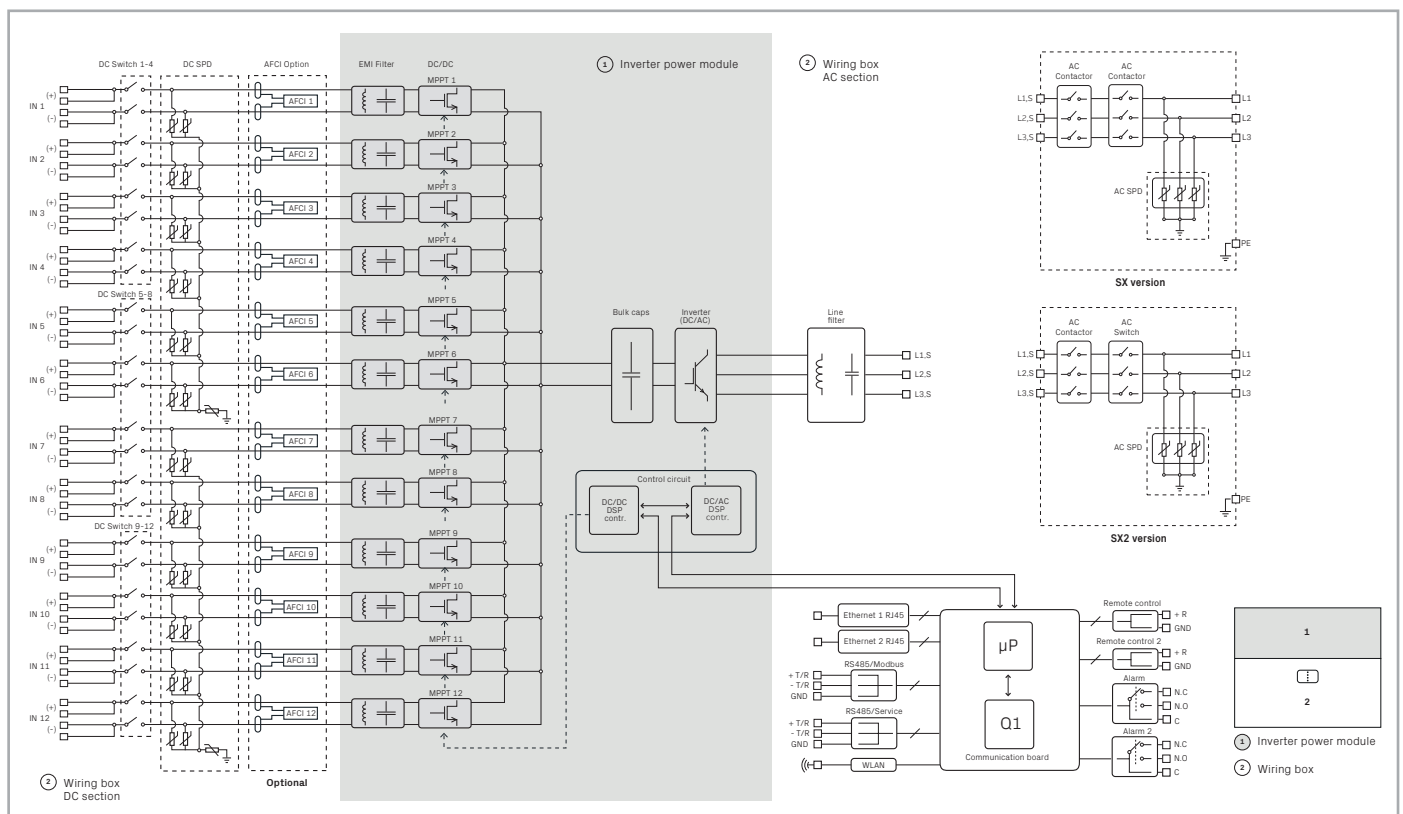 DC Switch 1-4
DC SPD
AFCI Option
EMI Filter
DC/DC
1 Inverter power module
2 Wiring box
AC section
(+)
IN 1
(-)
AFCI 1
MPPT 1
(+)
IN 2
(-)
AFCI 2
MPPT 2
(+)
IN 3
(-)
AFCI 3
MPPT 3
(+)
IN 4
(-)
AFCI 4
MPPT 4
DC Switch 5-8
(+)
IN 5
(-)
AFCI 5
MPPT 5
(+)
IN 6
(-)
AFCI 6
MPPT 6
(+)
IN 7
(-)
AFCI 7
MPPT 7
(+)
IN 8
(-)
AFCI 8
MPPT 8
DC Switch 9-12
(+)
IN 9
(-)
AFCI 9
MPPT 9
(+)
IN 10
(-)
AFCI 10
MPPT 10
(+)
IN 11
(-)
AFCI 11
MPPT 11
(+)
IN 12
(-)
AFCI 12
MPPT 12
2 Wiring box
DC section
Optional
Bulk caps
Inverter
(DC/AC)
Line
filter
L1,S
L2,S
L3,S
Control circuit
DC/DC
DSP
contr.
DC/AC
DSP
contr.
AC
Contactor
AC
Contactor
L1,S
L2,S
L3,S
L1
L2
L3
AC SPD
PE
SX version
AC
Contactor
AC
Switch
L1,S
L2,S
L3,S
L1
L2
L3
AC SPD
PE
SX2 version
Ethernet 1 RJ45
Ethernet 2 RJ45
RS485/Modbus
+ T/R
- T/R
GND
RS485/Service
+ T/R
- T/R
GND
WLAN
µP
Q1
Communication board
Remote control
+ R
GND
Remote control 2
+ R
GND
Alarm
N.C
N.O
C
Alarm 2
N.C
N.O
C
1
2
1 Inverter power module
2 Wiring box